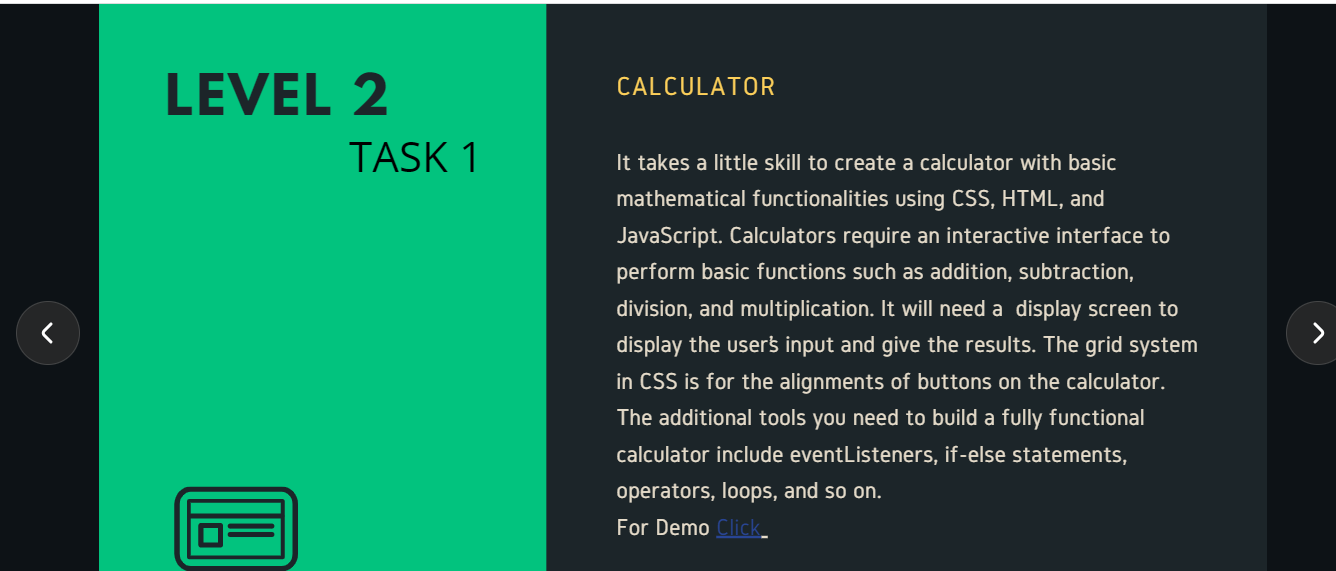 LEVEL 2
TASK 1
CALCULATOR
It takes a little skill to create a calculator with basic
mathematical functionalities using CSS, HTML, and
JavaScript. Calculators require an interactive interface to
perform basic functions such as addition, subtraction,
division, and multiplication. It will need a  display screen to
display the user's input and give the results. The grid system
in CSS is for the alignments of buttons on the calculator.
The additional tools you need to build a fully functional
calculator include eventListeners, if-else statements,
operators, loops, and so on.
For Demo Click_